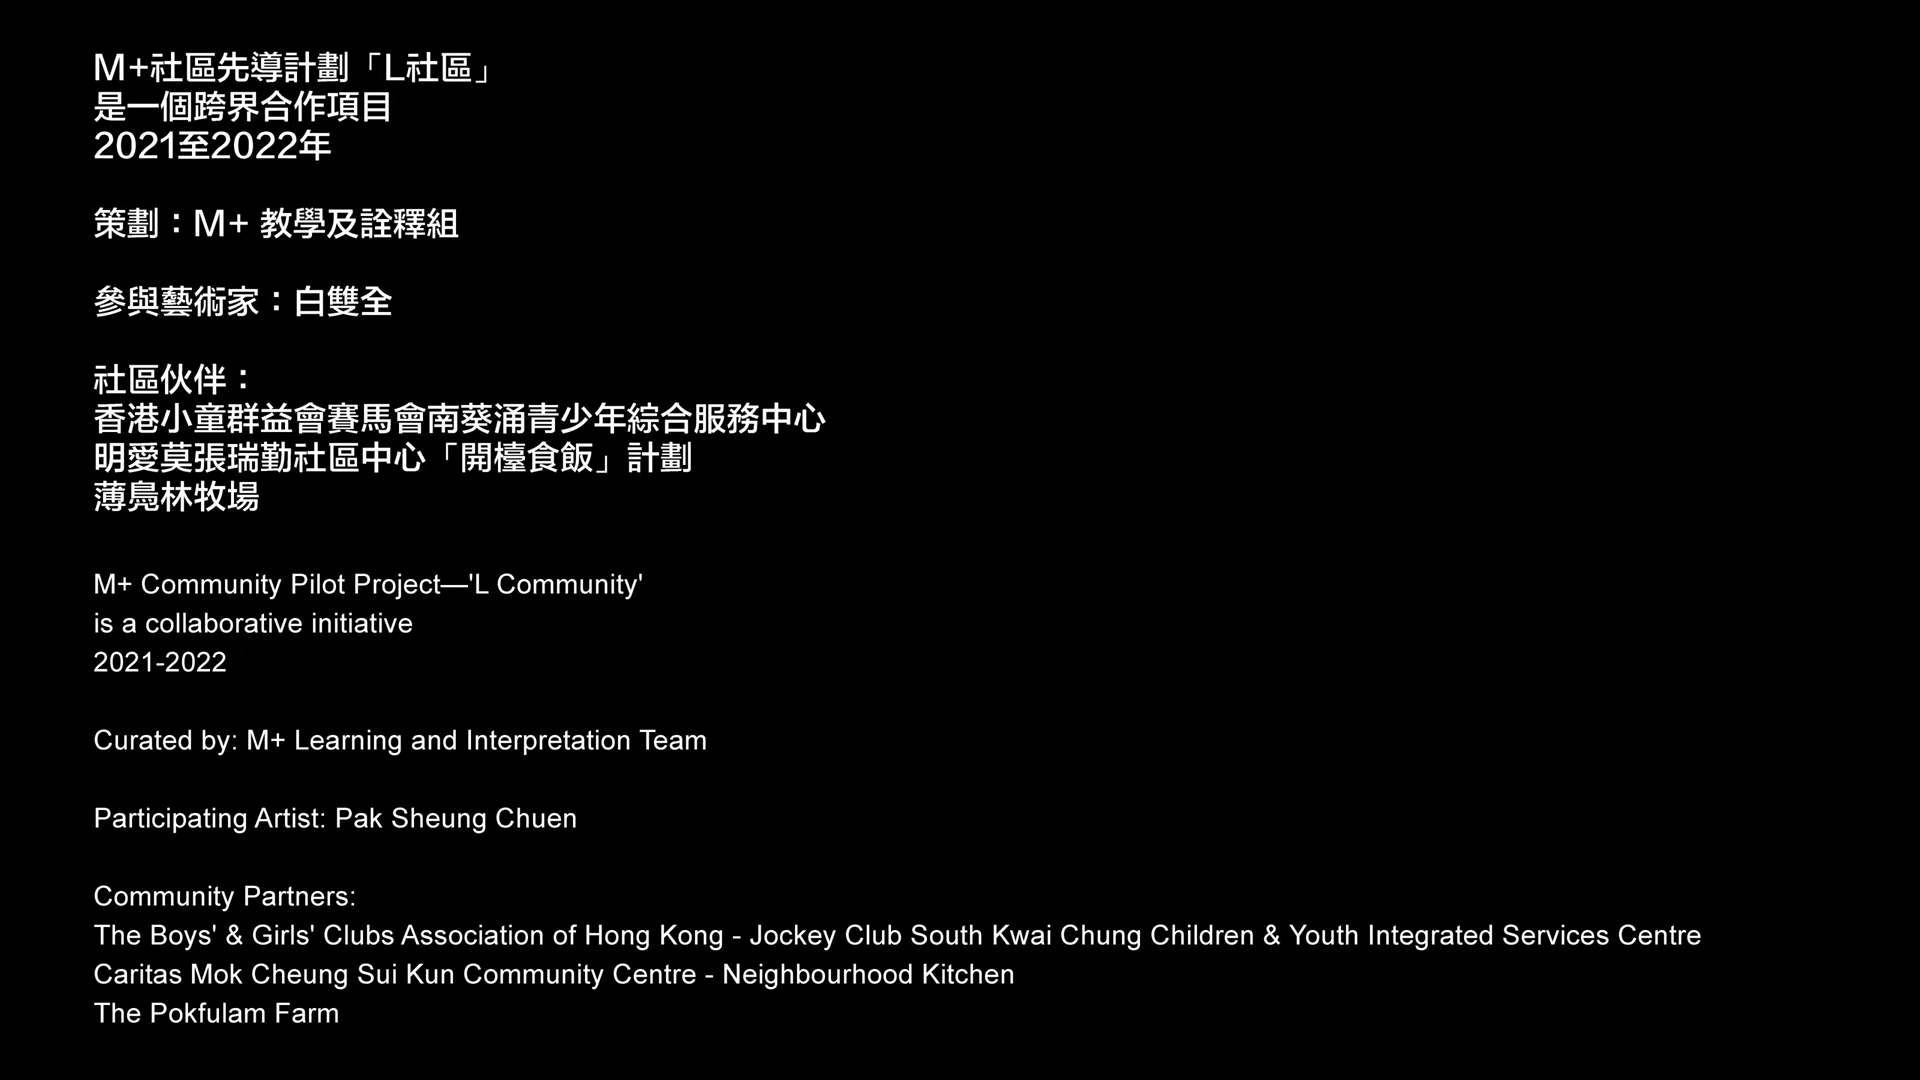 M+社區先導計劃「L社區」
是一個跨界合作項目
2021至2022年
策劃：M+ 教學及詮釋組
參與藝術家：白雙全
社區伙伴：
香港小童群益會賽馬會南葵涌青少年綜合服務中心
明愛莫張瑞勤社區中心「開檯食飯」計劃
薄鳧林牧場
M+ Community Pilot Project—'L Community'
is a collaborative initiative
2021-2022
Curated by: M+ Learning and Interpretation Team
Participating Artist: Pak Sheung Chuen
Community Partners:
The Boys' & Girls' Clubs Association of Hong Kong - Jockey Club South Kwai Chung Children & Youth Integrated Services Centre
Caritas Mok Cheung Sui Kun Community Centre - Neighbourhood Kitchen
The Pokfulam Farm